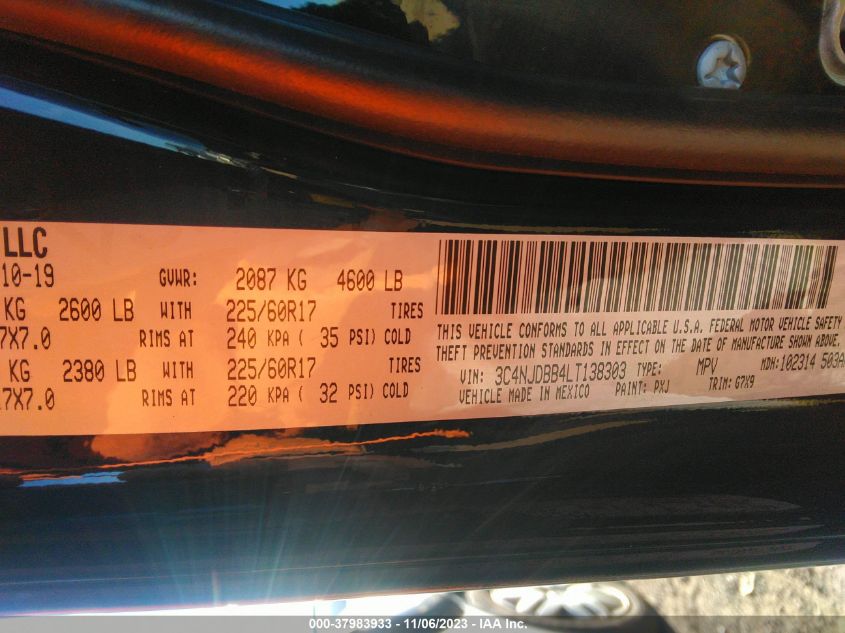 LLC
10-19 GVWR: 2087 KG 4600 LB
KG 2600 LB WITH 225/60R17 TIRES
7X7.0 RIMS AT 240 KPA ( 35 PSI) COLD
KG 2380 LB WITH 225/60R17 TIRES
7X7.0 RIMS AT 220 KPA ( 32 PSI) COLD
THIS VEHICLE CONFORMS TO ALL APPLICABLE U.S.A. FEDERAL MOTOR VEHICLE SAFETY
THEFT PREVENTION STANDARDS IN EFFECT ON THE DATE OF MANUFACTURE SHOWN ABOVE.
VIN: 3C4NJDBB4LT138303 TYPE: MPV MDH: 102314 503A
VEHICLE MADE IN MEXICO PAINT: PXJ TRIM: G7X9
000-37983933 - 11/06/2023 - IAA Inc.